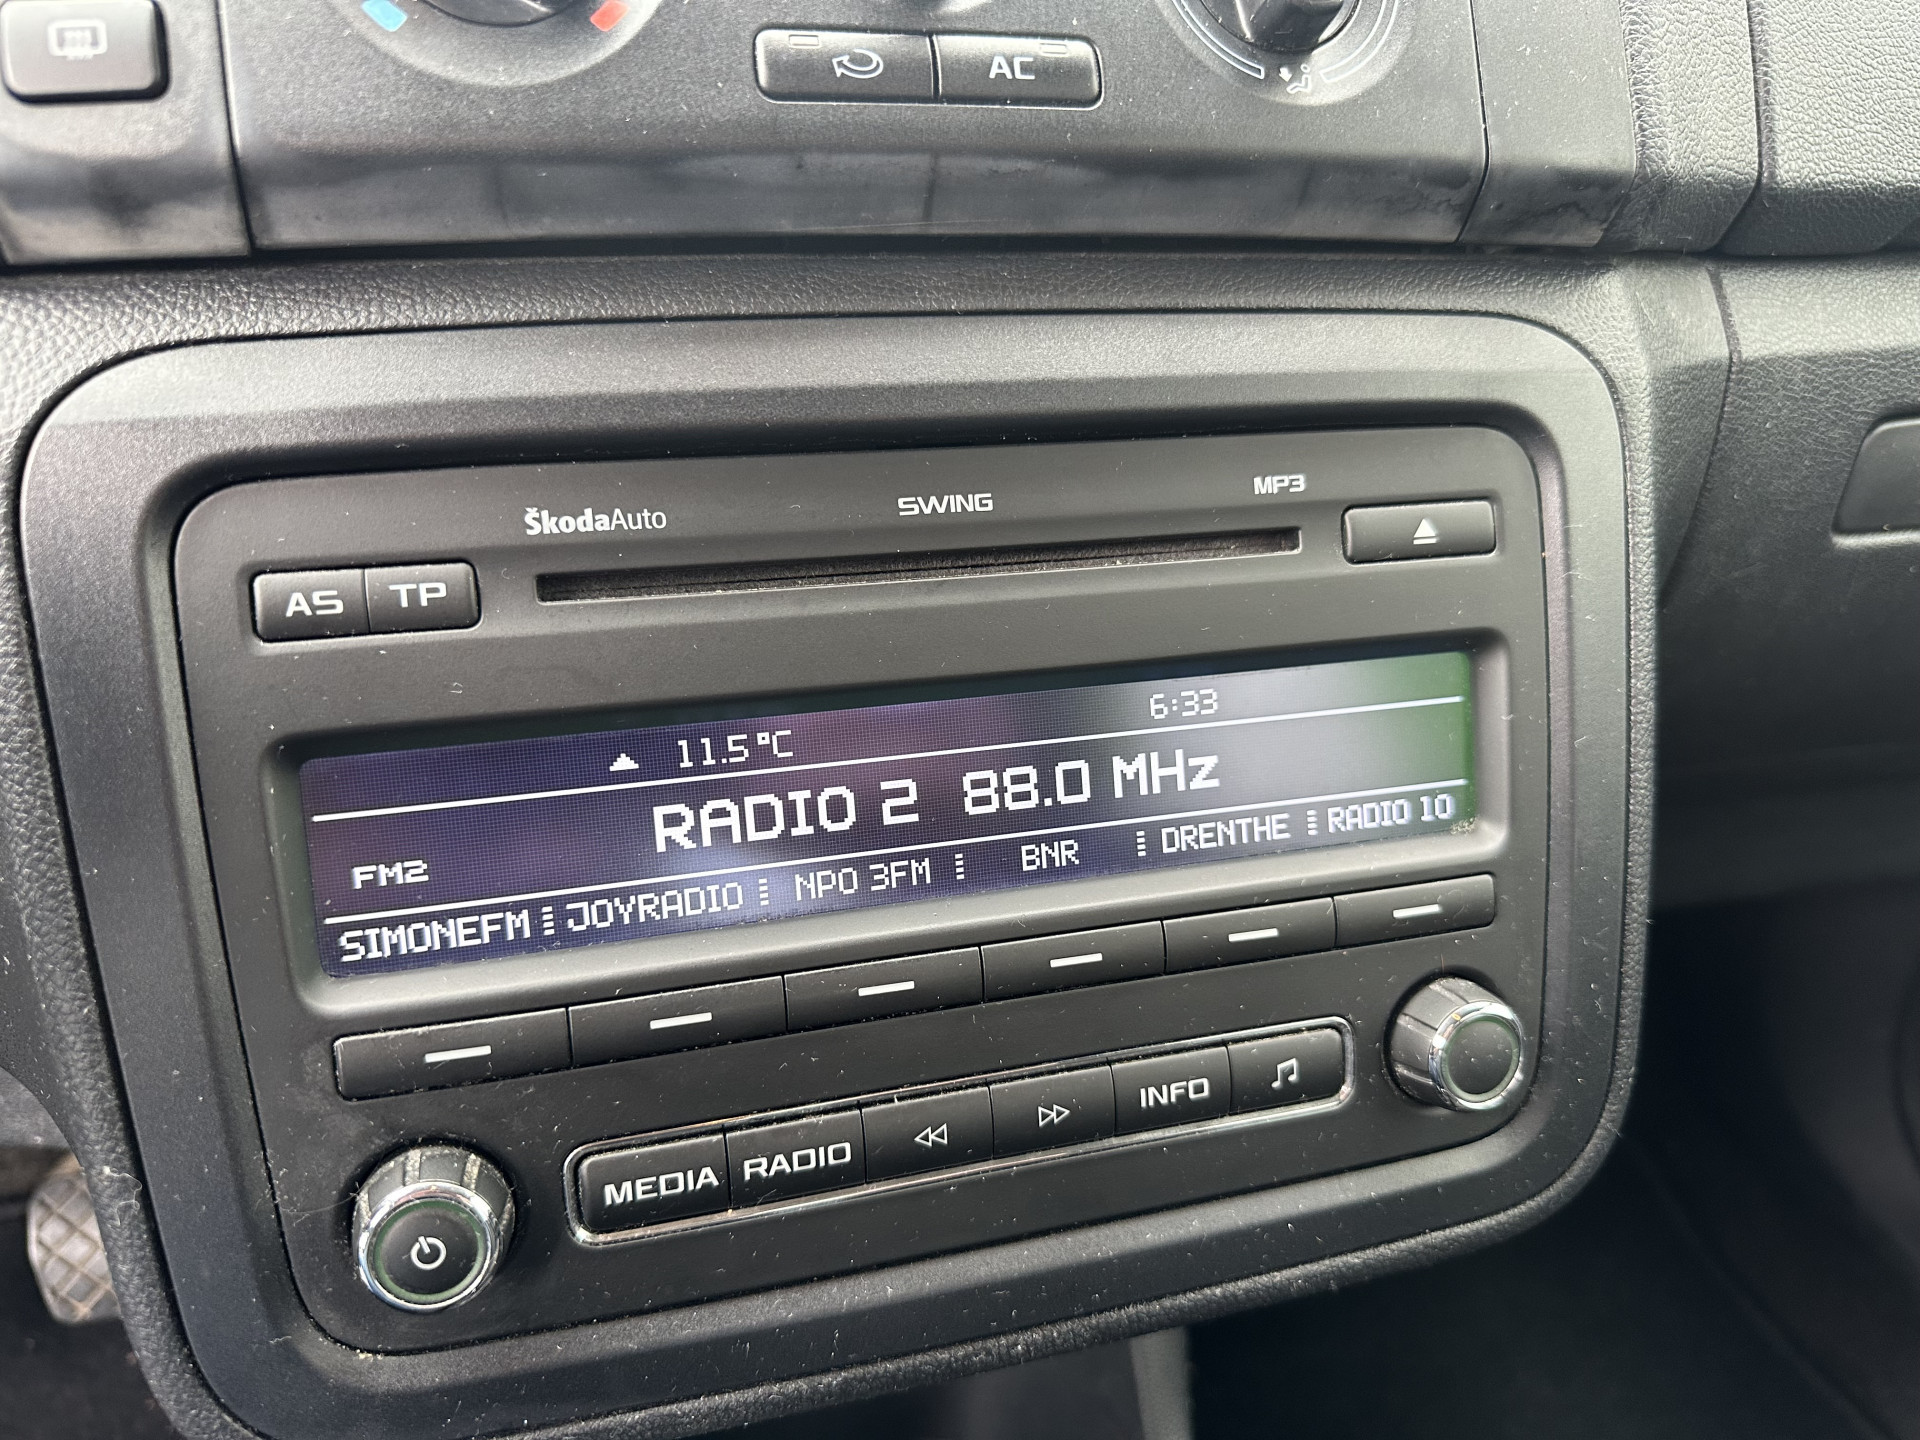 AC
ŠkodaAuto SWING MP3
AS TP
11.5°C 6:33
RADIO 2 88.0 MHz
FM2
SIMONEFM JOYRADIO NPO 3FM BNR DRENTHE RADIO 10
MEDIA RADIO INFO